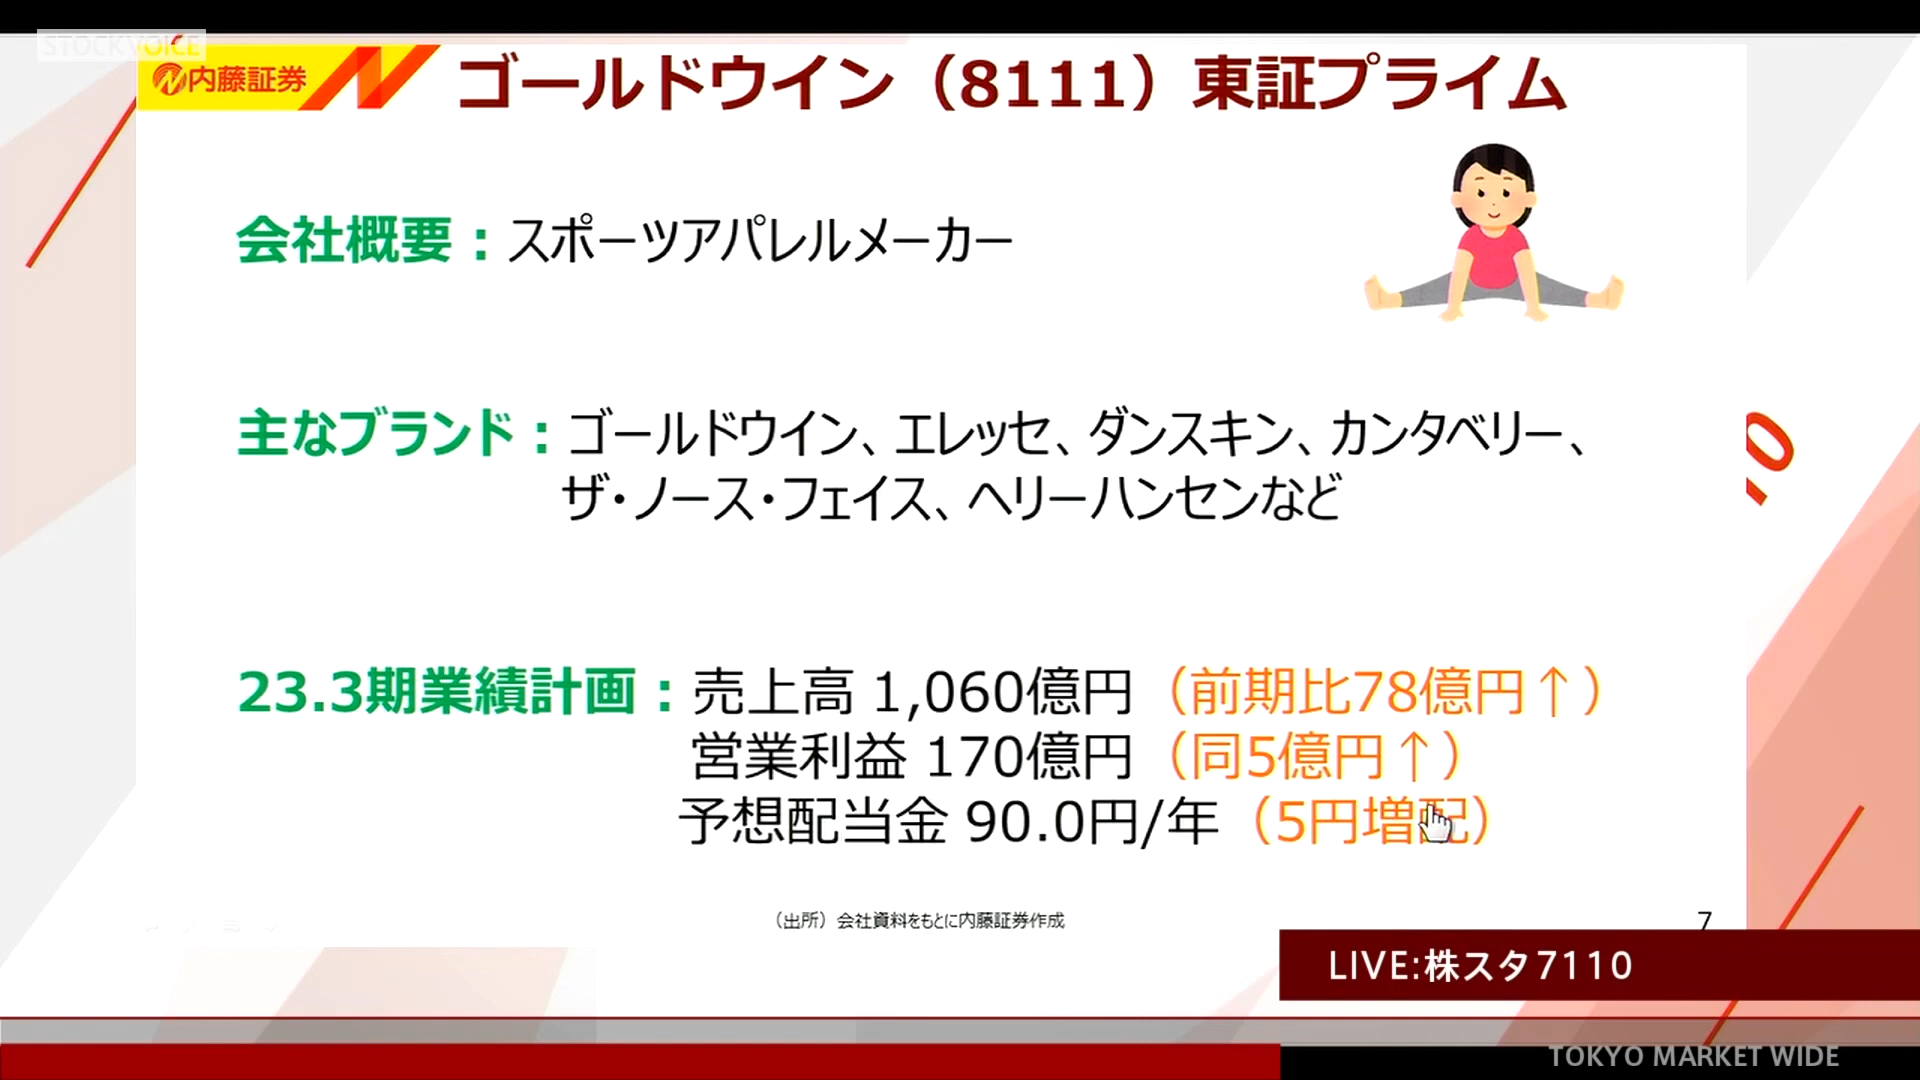 STOCKVOICE
内藤証券
ゴールドウイン（8111）東証プライム
会社概要：スポーツアパレルメーカー
主なブランド：ゴールドウイン、エレッセ、ダンスキン、カンタベリー、
ザ・ノース・フェイス、ヘリーハンセンなど
23.3期業績計画：売上高 1,060億円（前期比78億円↑）
営業利益 170億円（同5億円↑）
予想配当金 90.0円/年（5円増配）
（出所）会社資料をもとに内藤証券作成
7
LIVE:株スタ7110
TOKYO MARKET WIDE